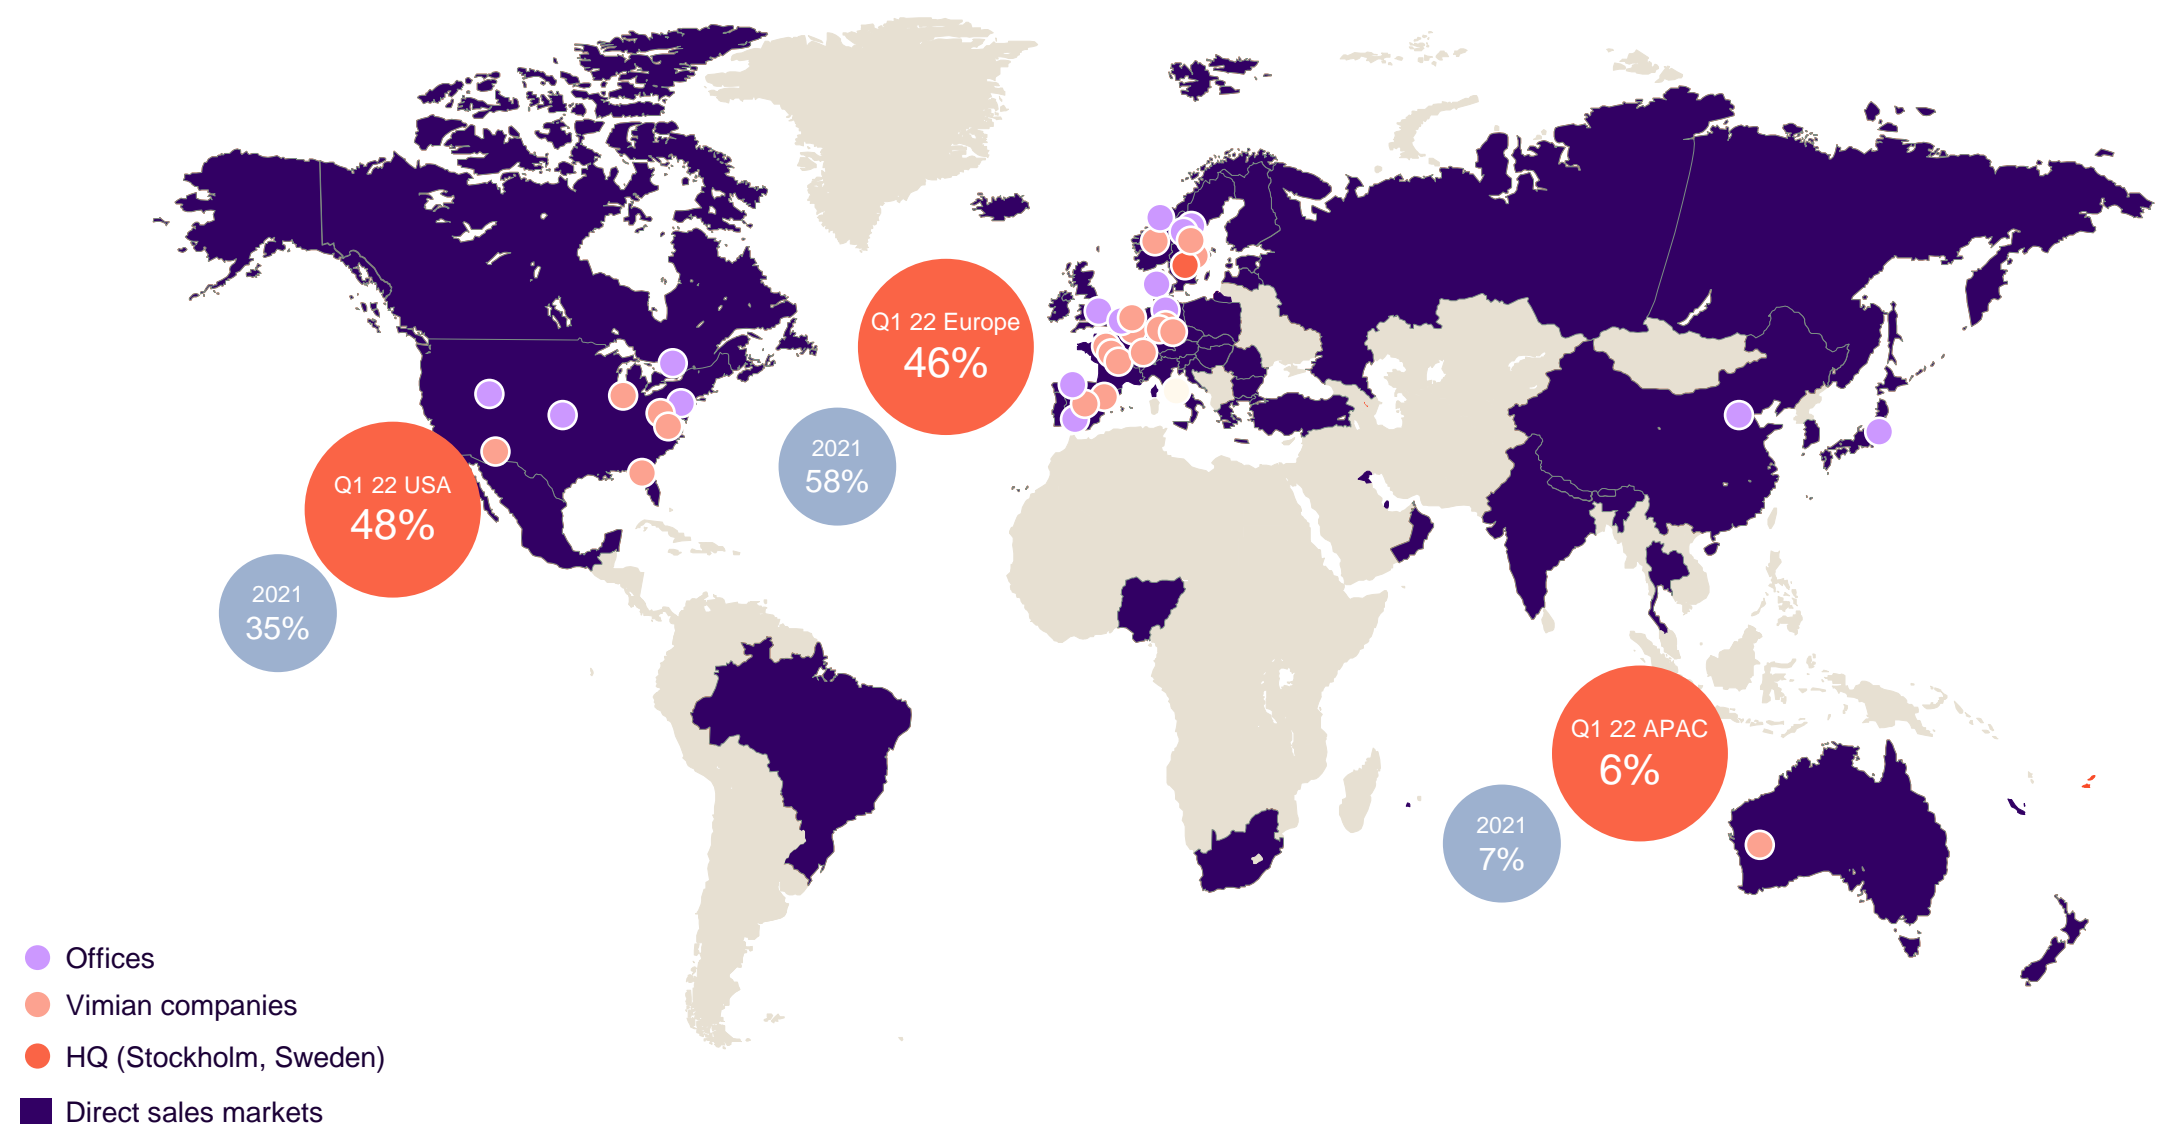 Q1 22 Europe
46%
2021
58%
Q1 22 USA
48%
2021
35%
Q1 22 APAC
6%
2021
7%
Offices
Vimian companies
HQ (Stockholm, Sweden)
Direct sales markets